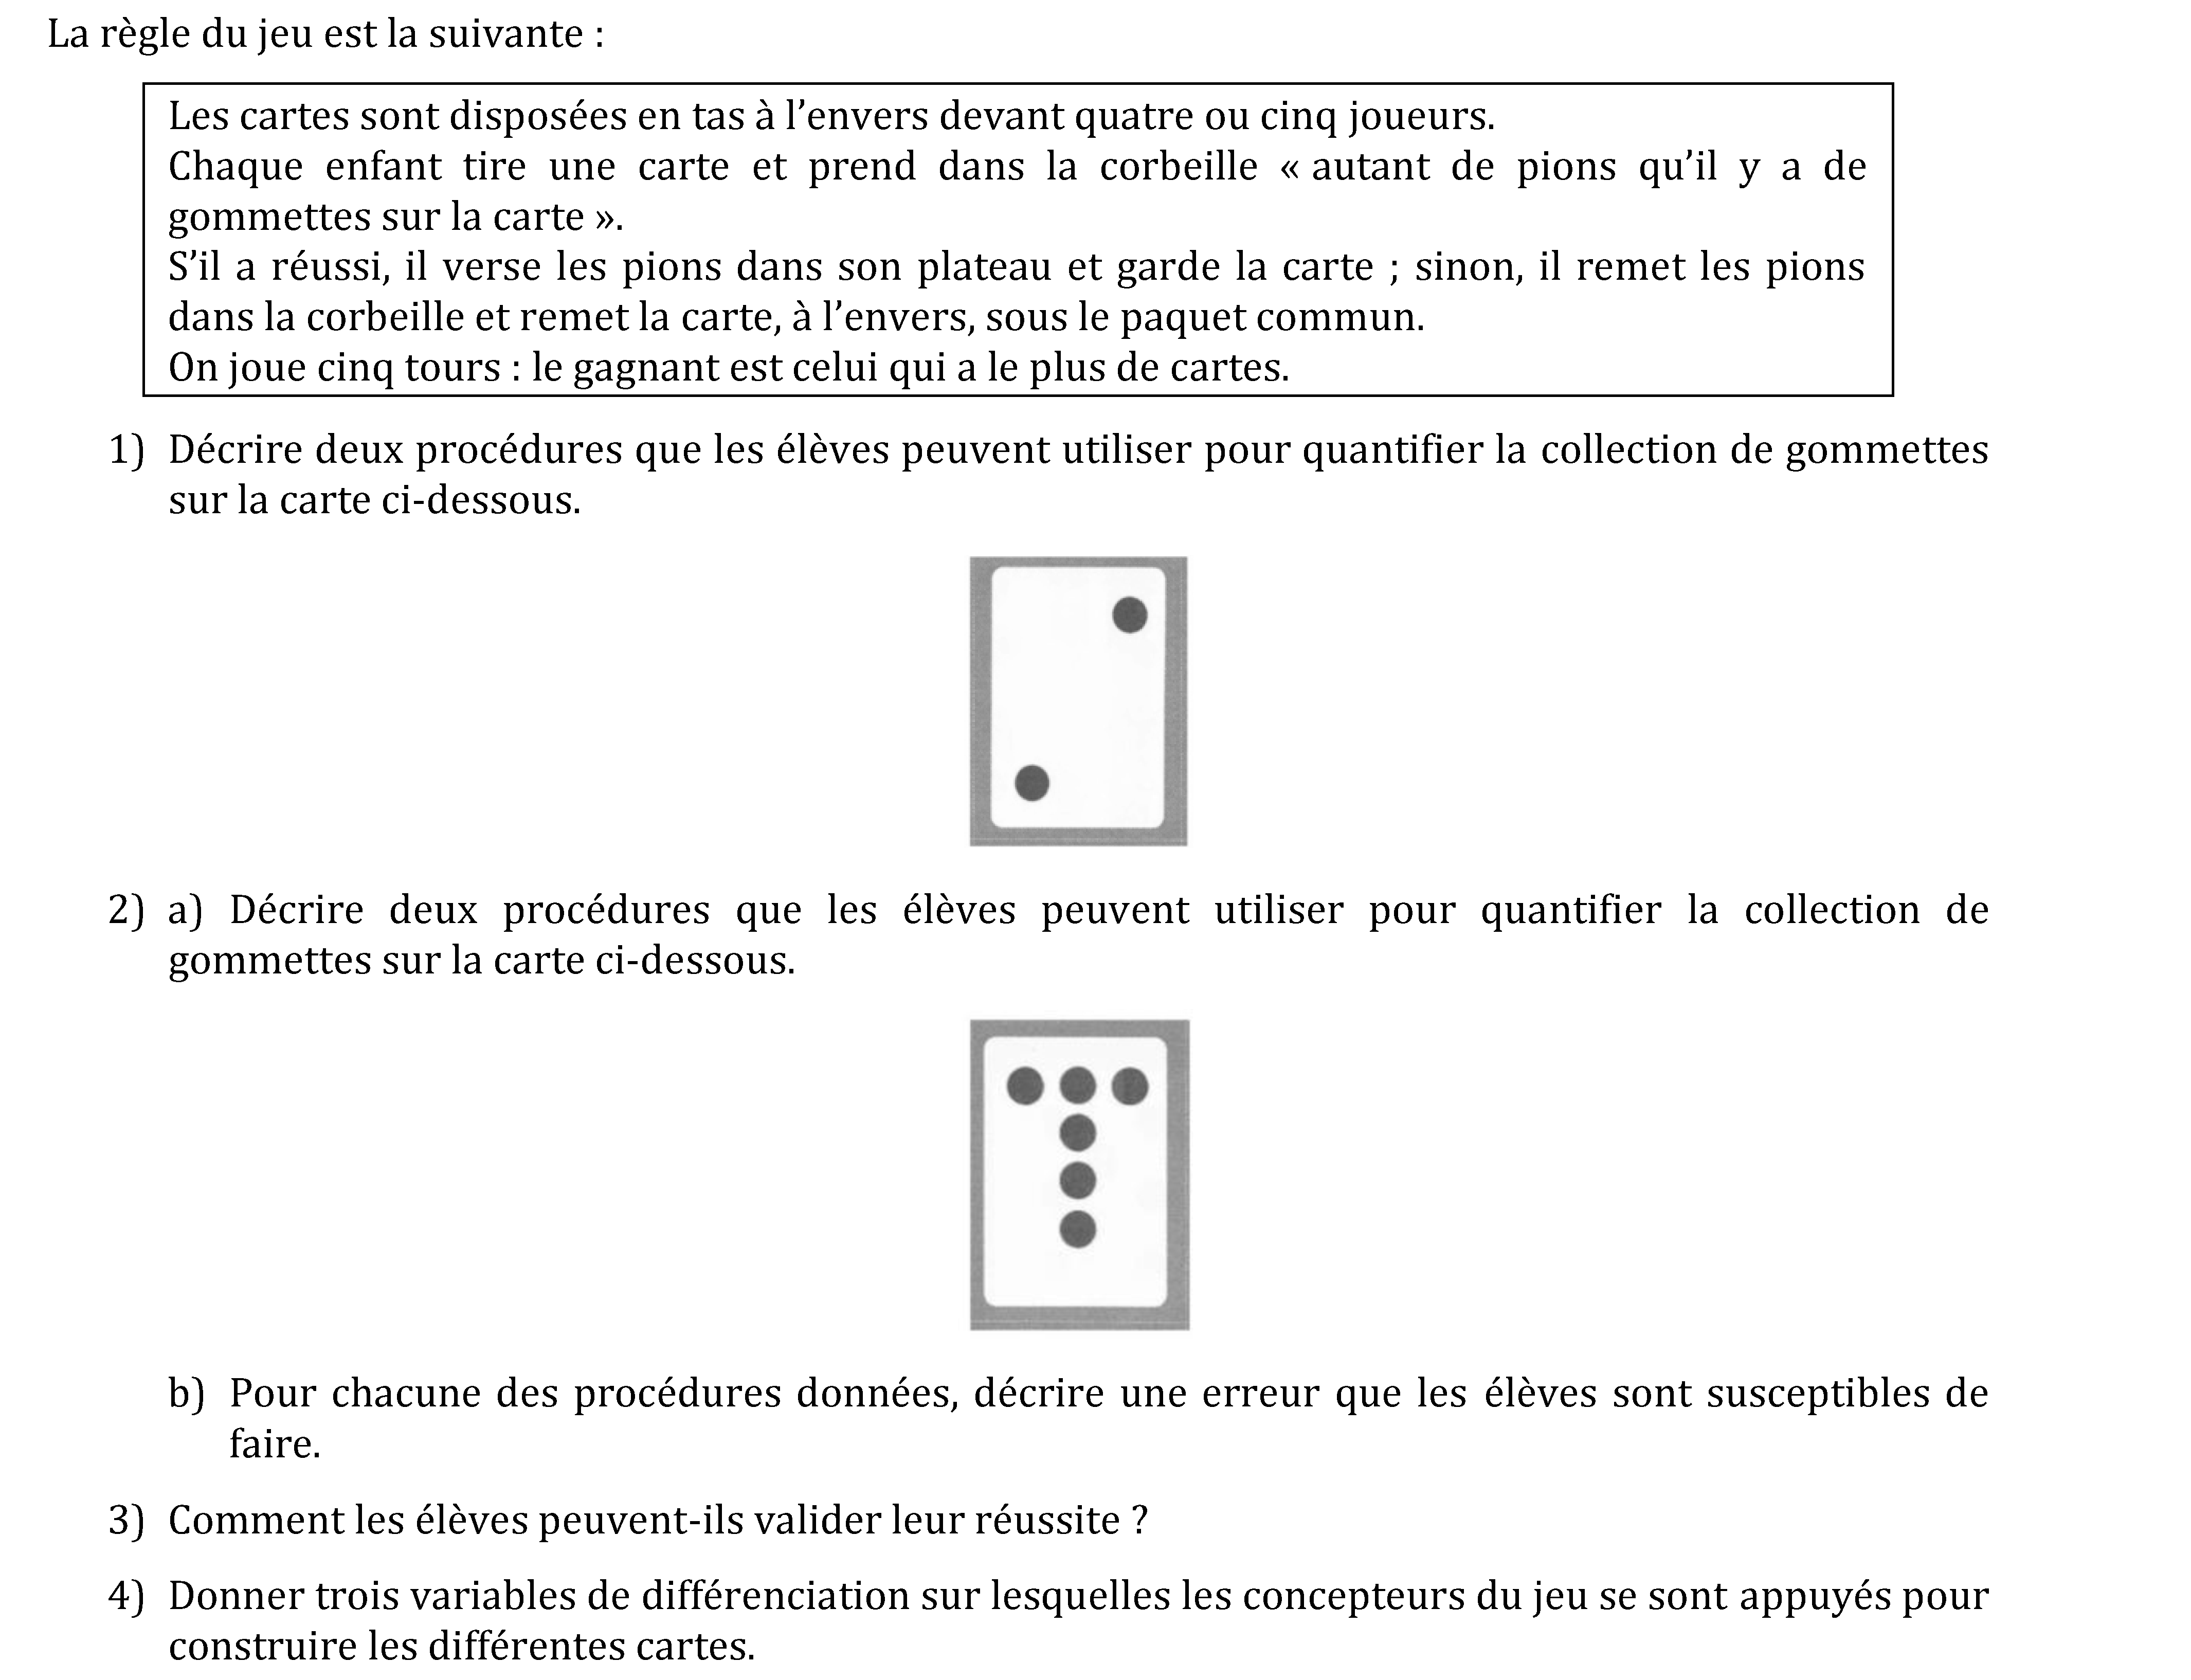 La règle du jeu est la suivante :
Les cartes sont disposées en tas à l’envers devant quatre ou cinq joueurs.
Chaque enfant tire une carte et prend dans la corbeille « autant de pions qu’il y a de
gommettes sur la carte ».
S’il a réussi, il verse les pions dans son plateau et garde la carte ; sinon, il remet les pions
dans la corbeille et remet la carte, à l’envers, sous le paquet commun.
On joue cinq tours : le gagnant est celui qui a le plus de cartes.
1) Décrire deux procédures que les élèves peuvent utiliser pour quantifier la collection de gommettes
sur la carte ci-dessous.
2) a) Décrire deux procédures que les élèves peuvent utiliser pour quantifier la collection de
gommettes sur la carte ci-dessous.
b) Pour chacune des procédures données, décrire une erreur que les élèves sont susceptibles de
faire.
3) Comment les élèves peuvent-ils valider leur réussite ?
4) Donner trois variables de différenciation sur lesquelles les concepteurs du jeu se sont appuyés pour
construire les différentes cartes.